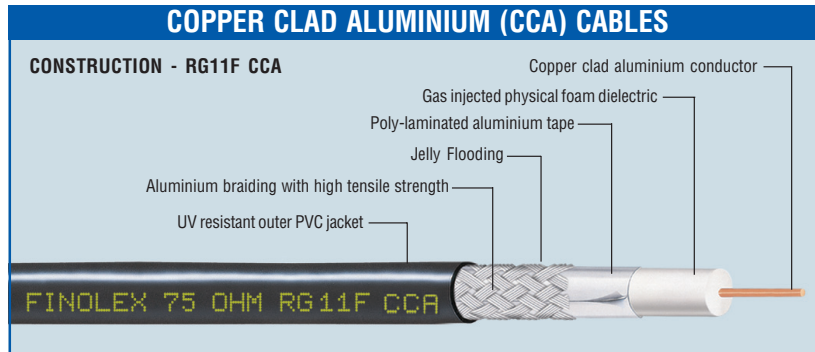 COPPER CLAD ALUMINIUM (CCA) CABLES
CONSTRUCTION - RG11F CCA
Copper clad aluminium conductor
Gas injected physical foam dielectric
Poly-laminated aluminium tape
Jelly Flooding
Aluminium braiding with high tensile strength
UV resistant outer PVC jacket
FINOLEX 75 OHM RG11F CCA